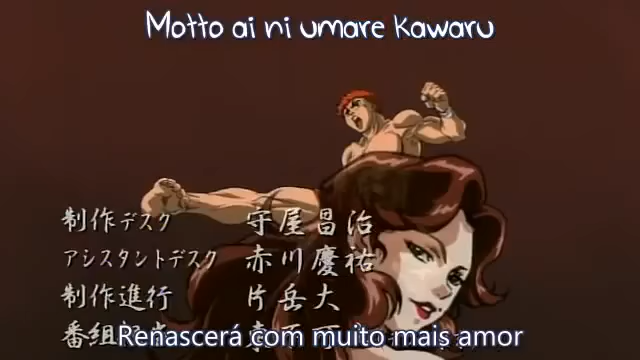 Motto ai ni umare kawaru
制作デスク 守屋昌治
アシスタントデスク 赤川慶祐
制作進行 片岳大
番組
Renascerá com muito mais amor